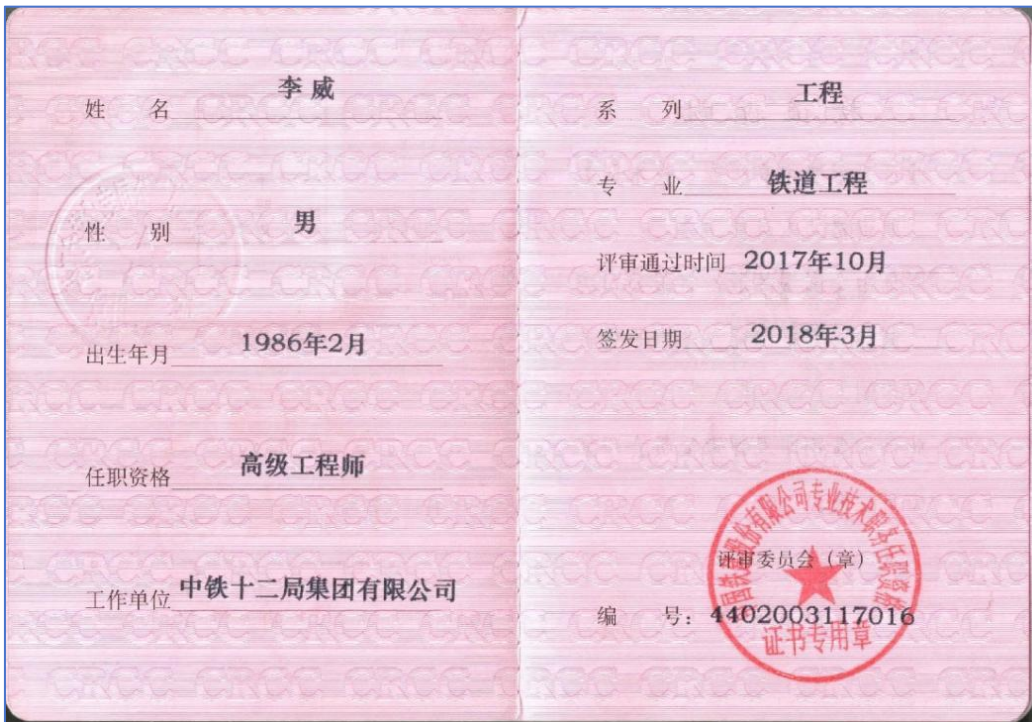 姓 名 李威
性 别 男
出生年月 1986年2月
任职资格 高级工程师
工作单位 中铁十二局集团有限公司
系 列 工程
专 业 铁道工程
评审通过时间 2017年10月
签发日期 2018年3月
评审委员会（章）
编 号：4402003117016
证书专用章
CRCC